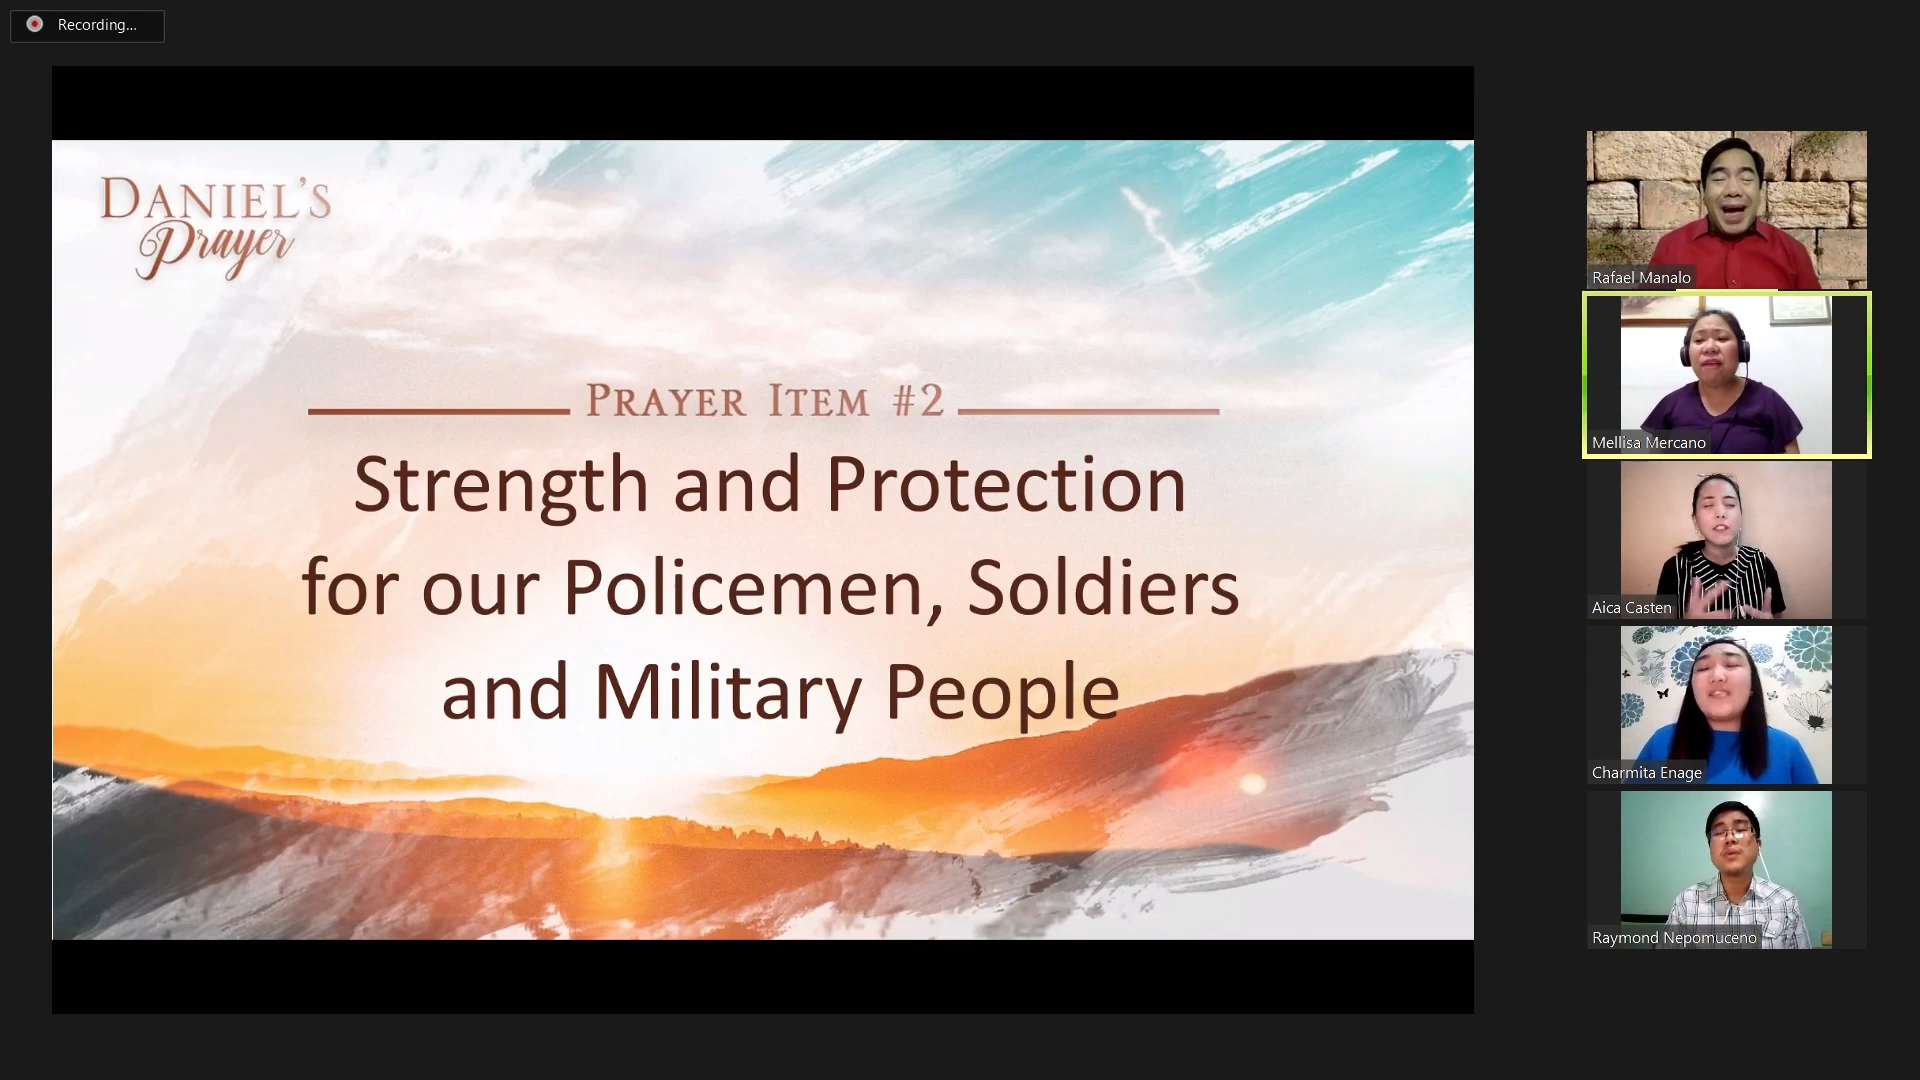 Recording...
DANIEL'S
Prayer
PRAYER ITEM #2
Strength and Protection
for our Policemen, Soldiers
and Military People
Rafael Manalo
Mellisa Mercano
Aica Casten
Charmita Enage
Raymond Nepomuceno